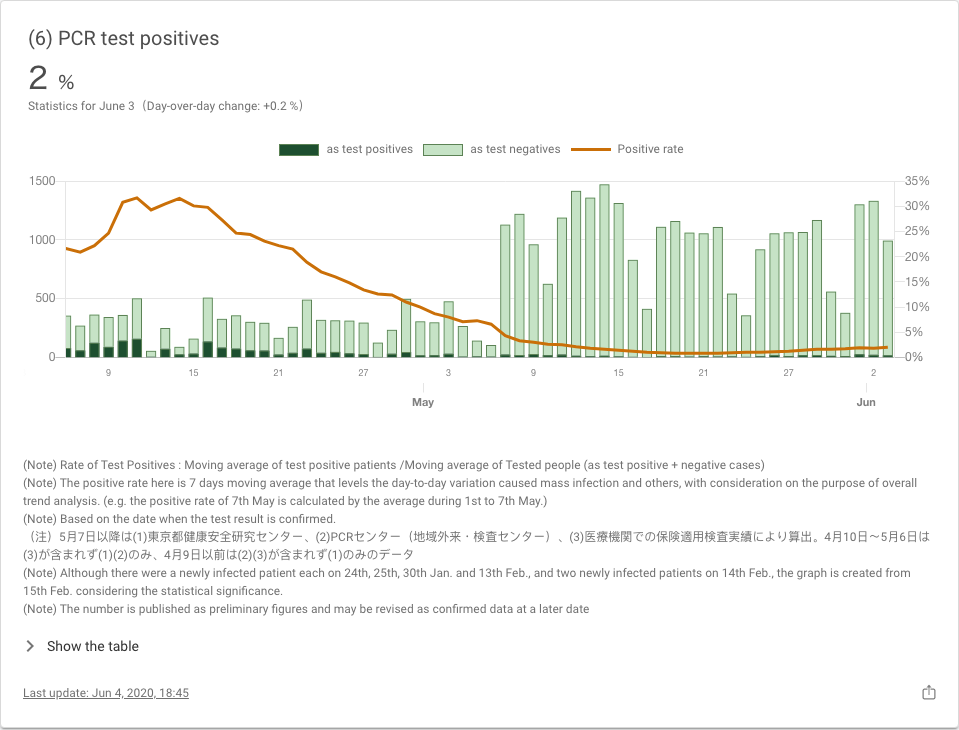 (6) PCR test positives
2 %
Statistics for June 3（Day-over-day change: +0.2 %）
as test positives as test negatives Positive rate
1500 35%
30%
1000 25%
20%
15%
500 10%
5%
0 0%
9 15 21 27 3 9 15 21 27 2
May Jun
(Note) Rate of Test Positives : Moving average of test positive patients /Moving average of Tested people (as test positive + negative cases)
(Note) The positive rate here is 7 days moving average that levels the day-to-day variation caused mass infection and others, with consideration on the purpose of overall
trend analysis. (e.g. the positive rate of 7th May is calculated by the average during 1st to 7th May.)
(Note) Based on the date when the test result is confirmed.
（注）5月7日以降は(1)東京都健康安全研究センター、(2)PCRセンター（地域外来・検査センター）、(3)医療機関での保険適用検査実績により算出。4月10日～5月6日は
(3)が含まれず(1)(2)のみ、4月9日以前は(2)(3)が含まれず(1)のみのデータ
(Note) Although there were a newly infected patient each on 24th, 25th, 30th Jan. and 13th Feb., and two newly infected patients on 14th Feb., the graph is created from
15th Feb. considering the statistical significance.
(Note) The number is published as preliminary figures and may be revised as confirmed data at a later date
Show the table
Last update: Jun 4, 2020, 18:45